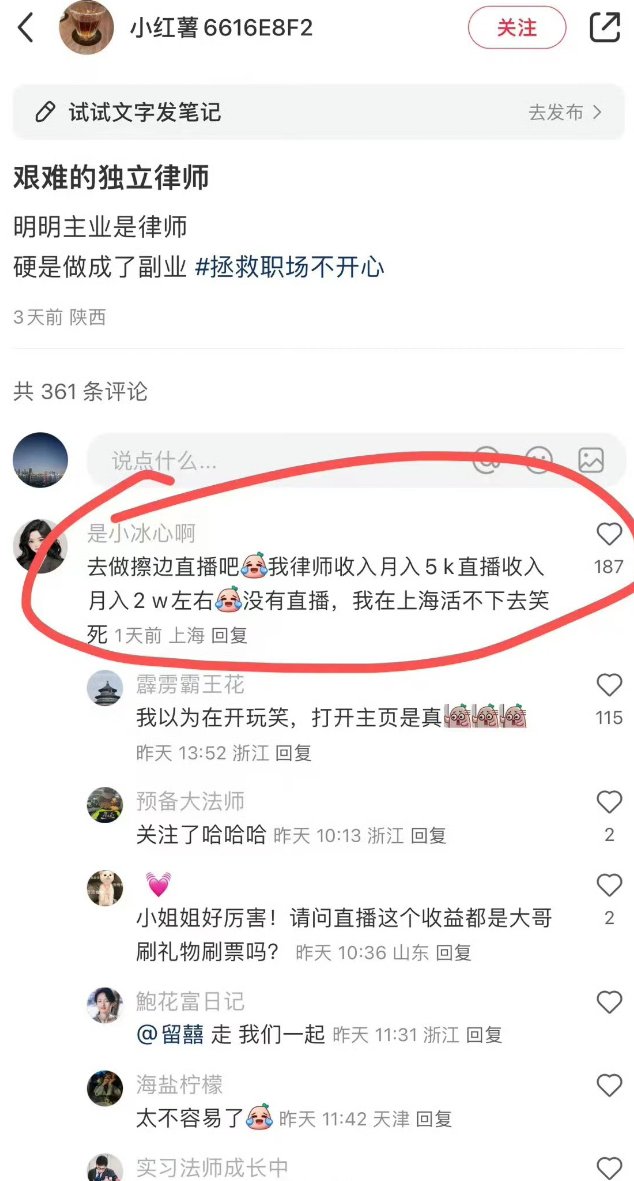 小红薯6616E8F2
关注
试试文字发笔记
去发布
艰难的独立律师
明明主业是律师
硬是做成了副业 #拯救职场不开心
3天前 陕西
共 361 条评论
说点什么...
是小冰心啊
去做擦边直播吧我律师收入月入5k直播收入
月入2w左右没有直播，我在上海活不下去笑
死 1天前 上海 回复
187
霹雳霸王花
我以为在开玩笑，打开主页是真
昨天 13:52 浙江 回复
115
预备大法师
关注了哈哈哈 昨天 10:13 浙江 回复
2
小姐姐好厉害！请问直播这个收益都是大哥
刷礼物刷票吗？ 昨天 10:36 山东 回复
2
鲍花富日记
@留囍 走 我们一起 昨天 11:31 浙江 回复
海盐柠檬
太不容易了 昨天 11:42 天津 回复
实习法师成长中